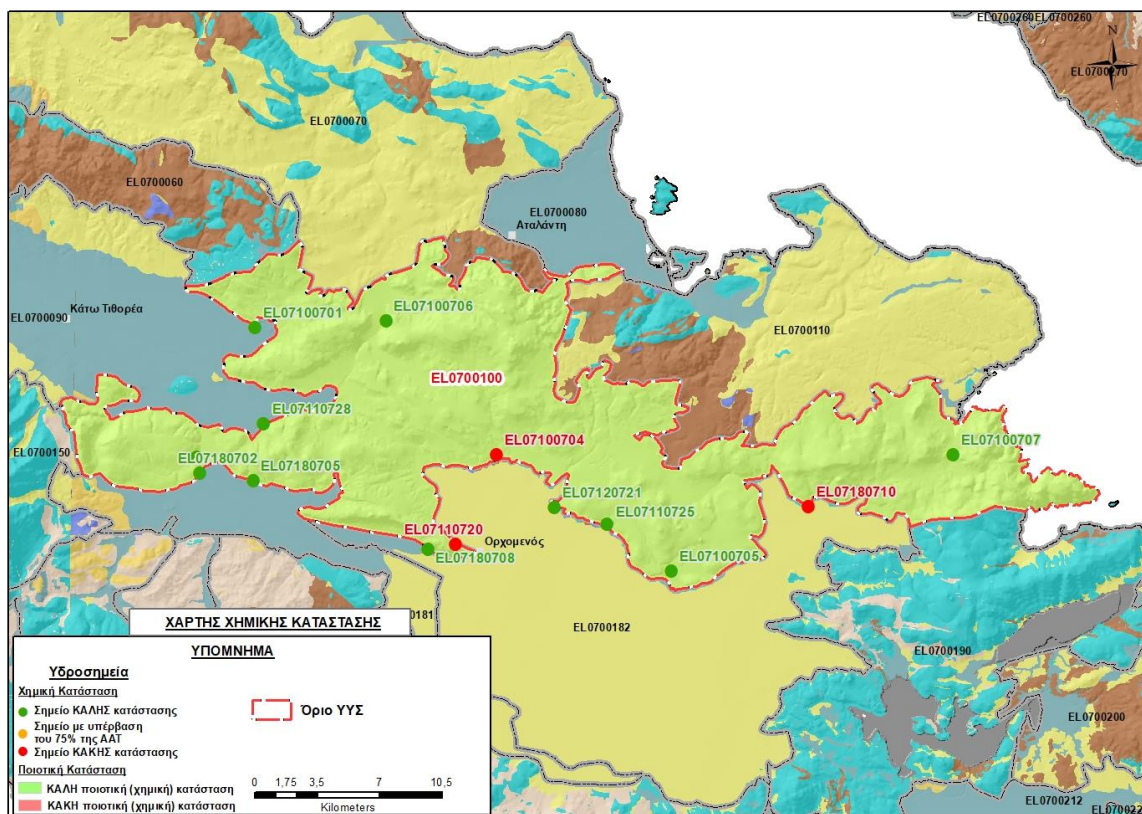 EL0700260
EL0700260
N
EL0700270
EL0700070
EL0700060
EL0700080
Αταλάντη
Κάτω Τιθορέα
EL0700090
EL07100701
EL07100706
EL0700110
EL0700100
EL07110728
EL07100704
EL07100707
EL0700150
EL07180702
EL07180705
EL07180710
EL07120721
EL07110725
EL07110720
Ορχομενός
EL07180708
EL07100705
0181
EL0700182
EL0700190
EL0700200
EL0700212
ΧΑΡΤΗΣ ΧΗΜΙΚΗΣ ΚΑΤΑΣΤΑΣΗΣ
ΥΠΟΜΝΗΜΑ
Υδροσημεία
Χημική Κατάσταση
Σημείο ΚΑΛΗΣ κατάστασης
Όριο ΥΥΣ
Σημείο με υπέρβαση
του 75% της ΑΑΤ
Σημείο ΚΑΚΗΣ κατάστασης
Ποιοτική Κατάσταση
ΚΑΛΗ ποιοτική (χημική) κατάσταση
ΚΑΚΗ ποιοτική (χημική) κατάσταση
0 1,75 3,5 7 10,5
Kilometers